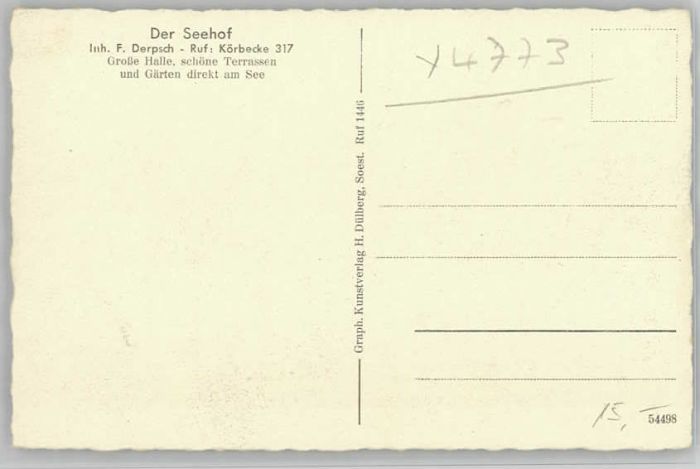 Der Seehof
Inh. F. Derpsch - Ruf: Körbecke 317
Große Halle, schöne Terrassen
und Gärten direkt am See
Graph. Kunstverlag H. Dülberg, Soest. Ruf 1446
Y4773
15,—
54498